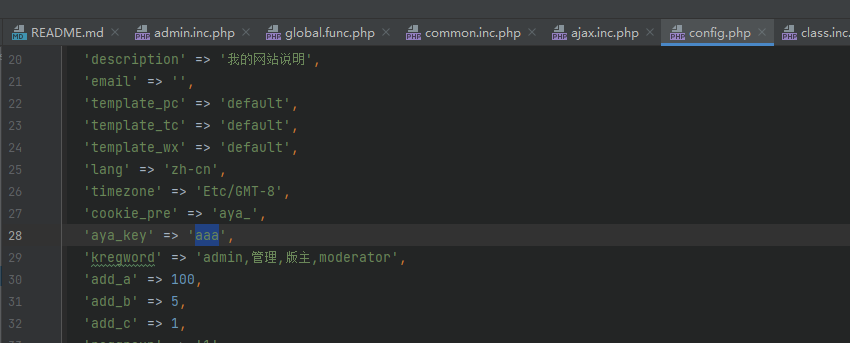 README.md admin.inc.php global.func.php common.inc.php ajax.inc.php config.php class.inc.
20 'description' => '我的网站说明',
21 'email' => '',
22 'template_pc' => 'default',
23 'template_tc' => 'default',
24 'template_wx' => 'default',
25 'lang' => 'zh-cn',
26 'timezone' => 'Etc/GMT-8',
27 'cookie_pre' => 'aya_',
28 'aya_key' => 'aaa',
29 'kregword' => 'admin,管理,版主,moderator',
30 'add_a' => 100,
31 'add_b' => 5,
32 'add_c' => 1,